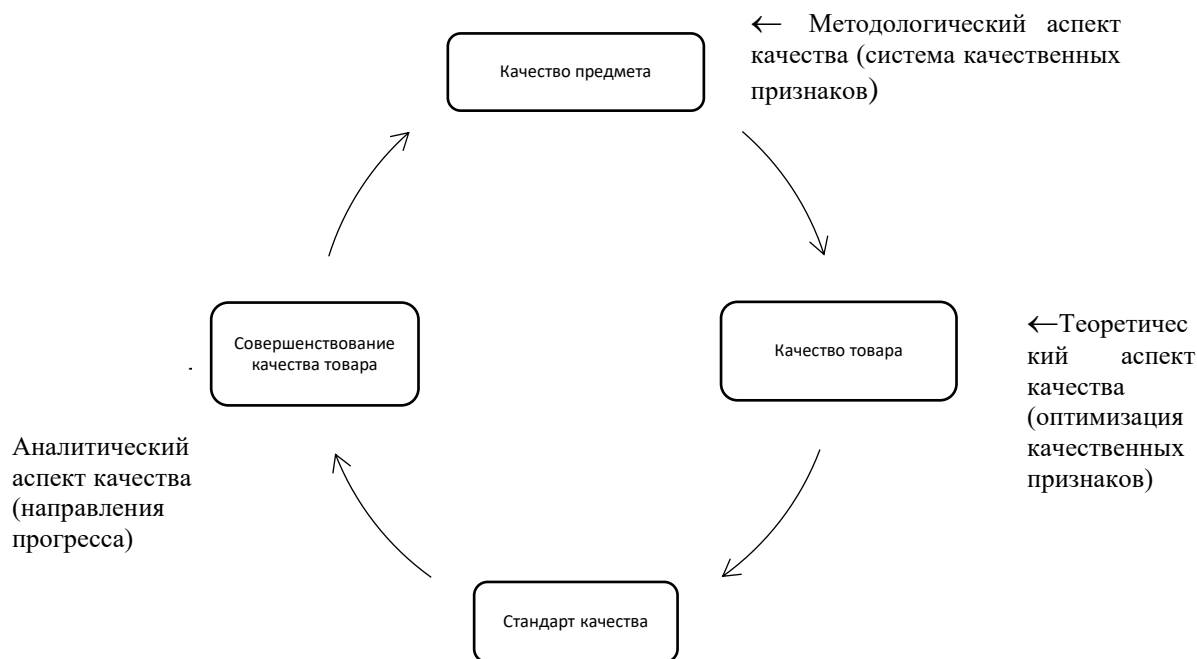 Качество предмета
← Методологический аспект
качества (система качественных
признаков)
Совершенствование
качества товара
Качество товара
←Теоретичес
кий аспект
качества
(оптимизация
качественных
признаков)
.
Аналитический
аспект качества
(направления
прогресса)
Стандарт качества